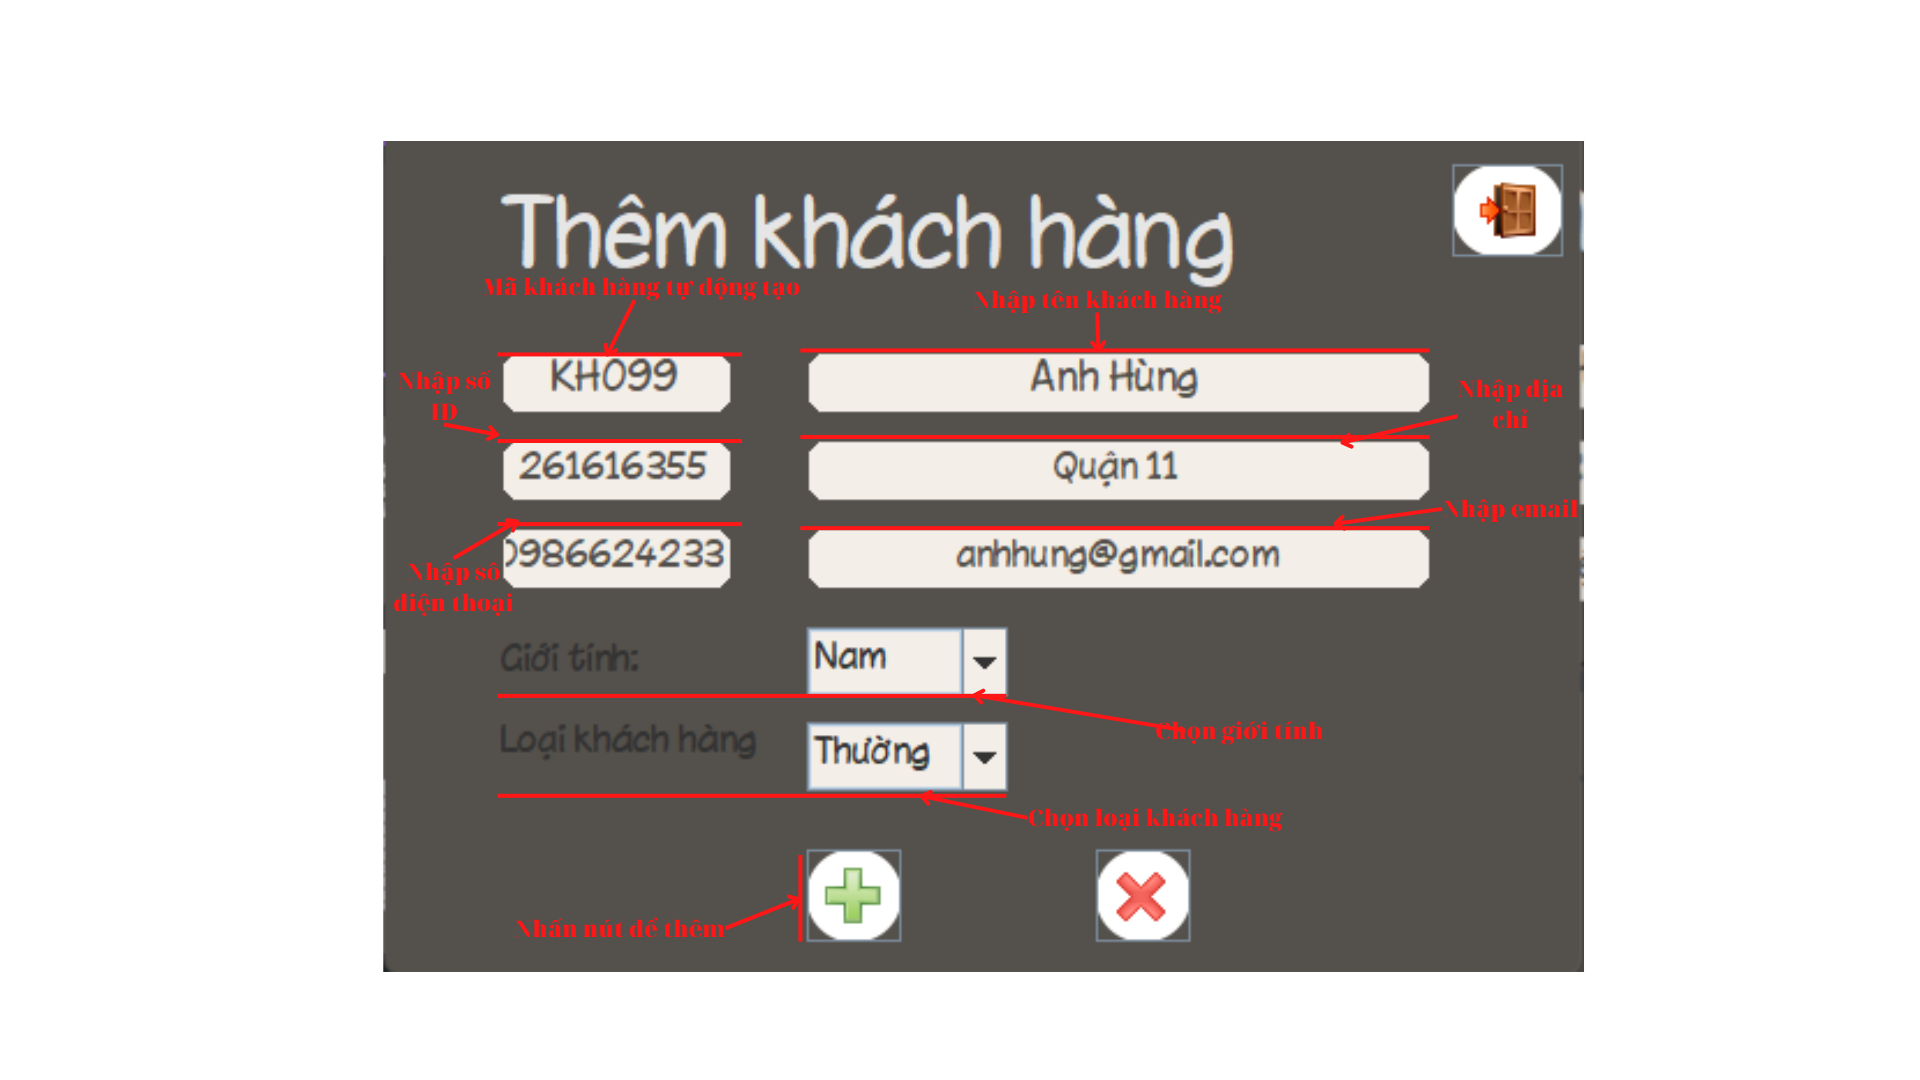 Thêm khách hàng
Mã khách hàng tự động tạo
Nhập tên khách hàng
KH099
Anh Hùng
Nhập số
ID
Nhập địa
chỉ
261616355
Quận 11
Nhập email
0986624233
anhhung@gmail.com
Nhập số
điện thoại
Giới tính:
Nam
Chọn giới tính
Loại khách hàng
Thường
Chọn loại khách hàng
Nhấn nút để thêm